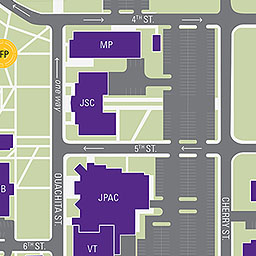 4TH ST.
MP
FP
one way
JSC
5TH ST.
B
OUACHITA ST.
JPAC
CHERRY ST.
6TH ST.
VT